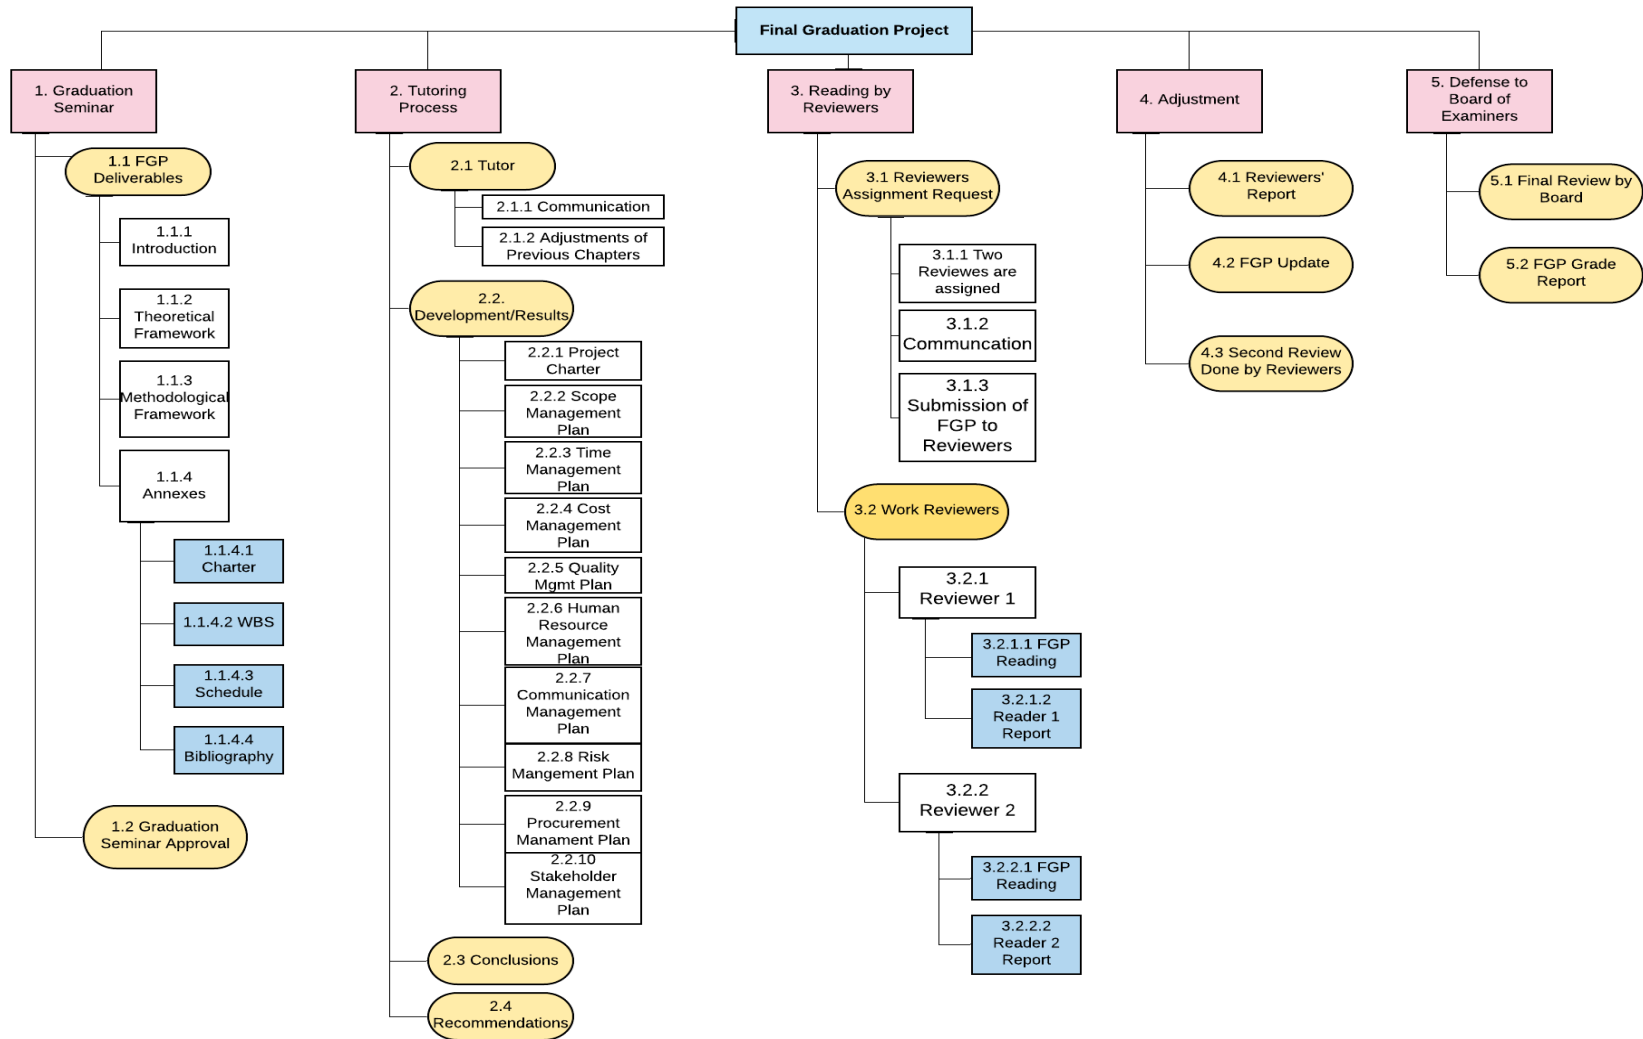 Final Graduation Project
1. Graduation
Seminar
1.1 FGP
Deliverables
1.1.1
Introduction
1.1.2
Theoretical
Framework
1.1.3
Methodological
Framework
1.1.4
Annexes
1.1.4.1
Charter
1.1.4.2 WBS
1.1.4.3
Schedule
1.1.4.4
Bibliography
1.2 Graduation
Seminar Approval
2. Tutoring
Process
2.1 Tutor
2.1.1 Communication
2.1.2 Adjustments of
Previous Chapters
2.2.
Development/Results
2.2.1 Project
Charter
2.2.2 Scope
Management
Plan
2.2.3 Time
Management
Plan
2.2.4 Cost
Management
Plan
2.2.5 Quality
Mgmt Plan
2.2.6 Human
Resource
Management
Plan
2.2.7
Communication
Management
Plan
2.2.8 Risk
Mangement Plan
2.2.9
Procurement
Manament Plan
2.2.10
Stakeholder
Management
Plan
2.3 Conclusions
2.4
Recommendations
3. Reading by
Reviewers
3.1 Reviewers
Assignment Request
3.1.1 Two
Reviewes are
assigned
3.1.2
Communcation
3.1.3
Submission of
FGP to
Reviewers
3.2 Work Reviewers
3.2.1
Reviewer 1
3.2.1.1 FGP
Reading
3.2.1.2
Reader 1
Report
3.2.2
Reviewer 2
3.2.2.1 FGP
Reading
3.2.2.2
Reader 2
Report
4. Adjustment
4.1 Reviewers'
Report
4.2 FGP Update
4.3 Second Review
Done by Reviewers
5. Defense to
Board of
Examiners
5.1 Final Review by
Board
5.2 FGP Grade
Report